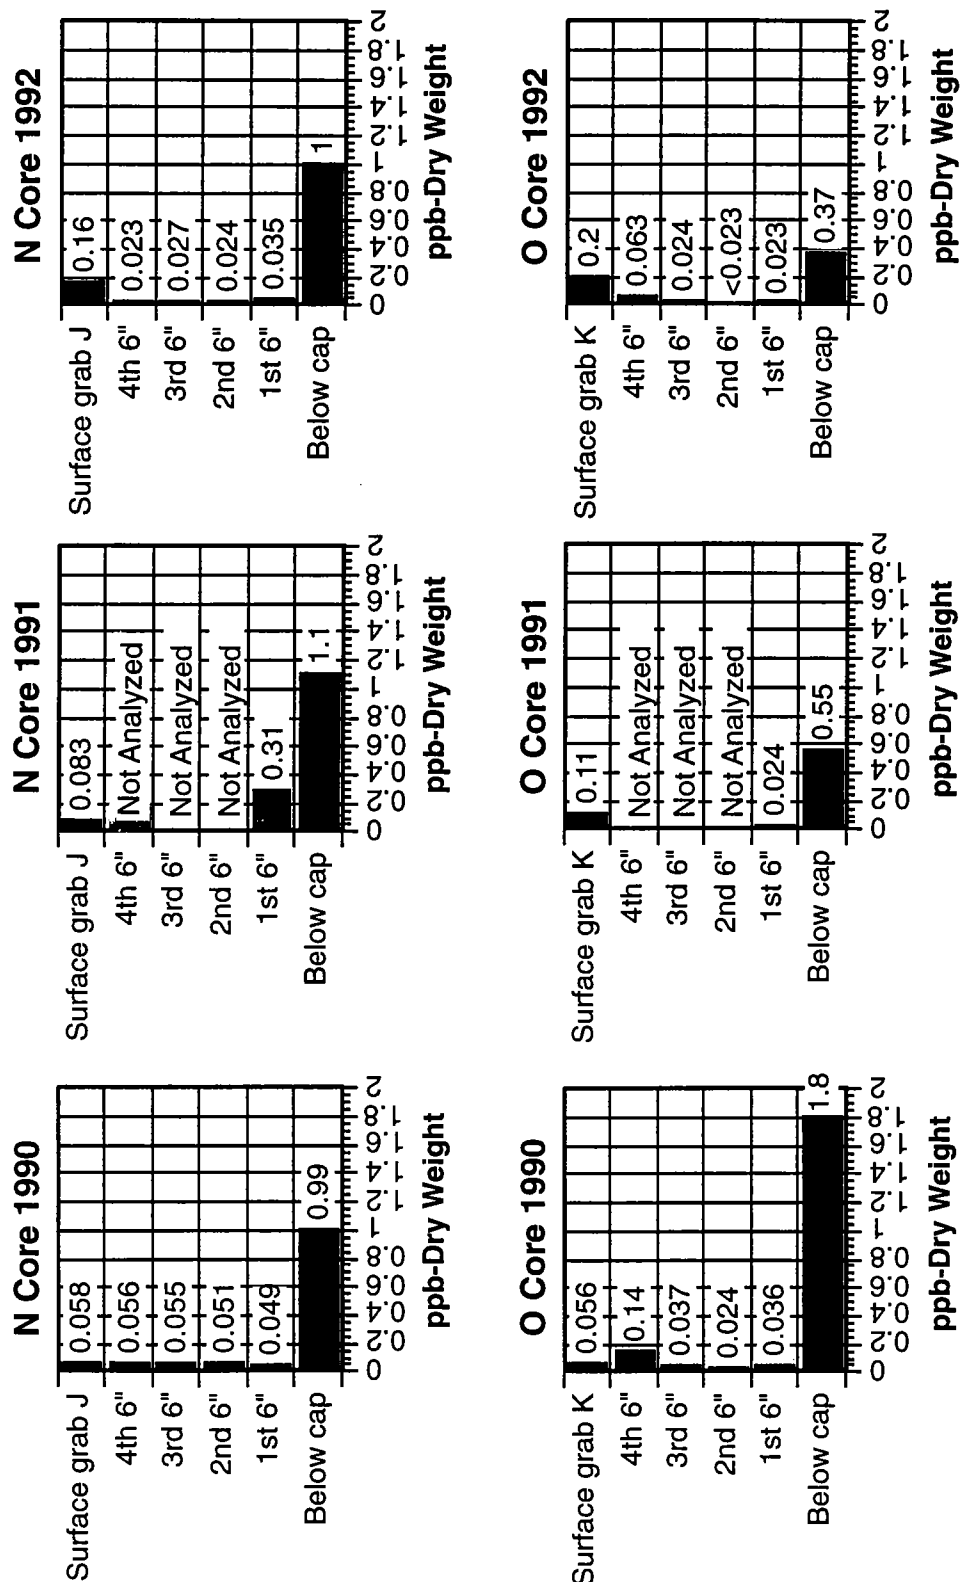 N Core 1990
Surface grab J 0.058
4th 6" 0.056
3rd 6" 0.055
2nd 6" 0.051
1st 6" 0.049
Below cap 0.99
0 0.2 0.4 0.6 0.8 1 1.2 1.4 1.6 1.8 2
ppb-Dry Weight
N Core 1991
Surface grab J 0.083
4th 6" Not Analyzed
3rd 6" Not Analyzed
2nd 6" Not Analyzed
1st 6" 0.31
Below cap 1.1
0 0.2 0.4 0.6 0.8 1 1.2 1.4 1.6 1.8 2
ppb-Dry Weight
N Core 1992
Surface grab J 0.16
4th 6" 0.023
3rd 6" 0.027
2nd 6" 0.024
1st 6" 0.035
Below cap 1
0 0.2 0.4 0.6 0.8 1 1.2 1.4 1.6 1.8 2
ppb-Dry Weight
O Core 1990
Surface grab K 0.056
4th 6" 0.14
3rd 6" 0.037
2nd 6" 0.024
1st 6" 0.036
Below cap 1.8
0 0.2 0.4 0.6 0.8 1 1.2 1.4 1.6 1.8 2
ppb-Dry Weight
O Core 1991
Surface grab K 0.11
4th 6" Not Analyzed
3rd 6" Not Analyzed
2nd 6" Not Analyzed
1st 6" 0.024
Below cap 0.55
0 0.2 0.4 0.6 0.8 1 1.2 1.4 1.6 1.8 2
ppb-Dry Weight
O Core 1992
Surface grab K 0.2
4th 6" 0.063
3rd 6" 0.024
2nd 6" <0.023
1st 6" 0.023
Below cap 0.37
0 0.2 0.4 0.6 0.8 1 1.2 1.4 1.6 1.8 2
ppb-Dry Weight